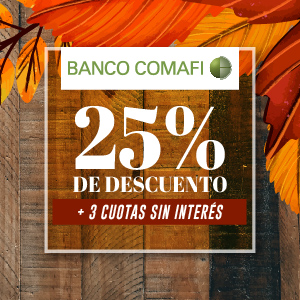 BANCO COMAFI
25%
DE DESCUENTO
+ 3 CUOTAS SIN INTERÉS